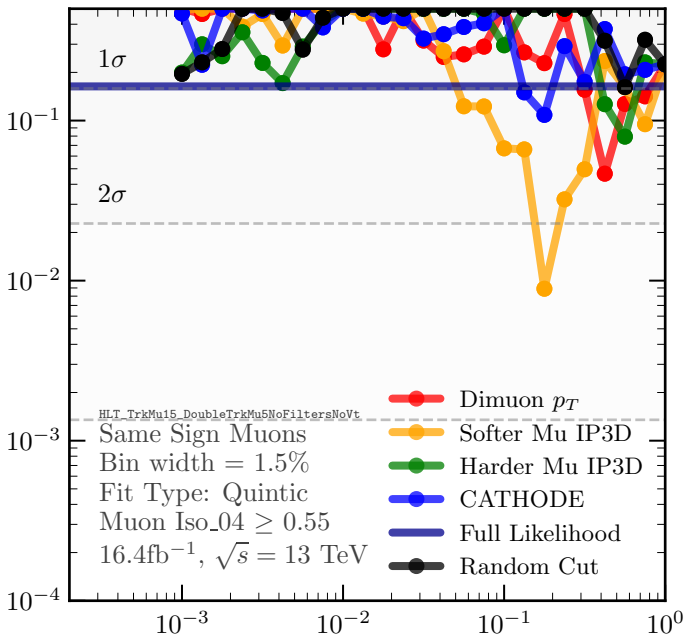 1σ
10⁻¹
2σ
10⁻²
HLT_TrkMu15_DoubleTrkMu5NoFiltersNoVt
10⁻³
Same Sign Muons
Bin width = 1.5%
Fit Type: Quintic
Muon Iso_04 ≥ 0.55
16.4fb⁻¹, √s = 13 TeV
Dimuon p_T
Softer Mu IP3D
Harder Mu IP3D
CATHODE
Full Likelihood
Random Cut
10⁻⁴
10⁻³ 10⁻² 10⁻¹ 10⁰